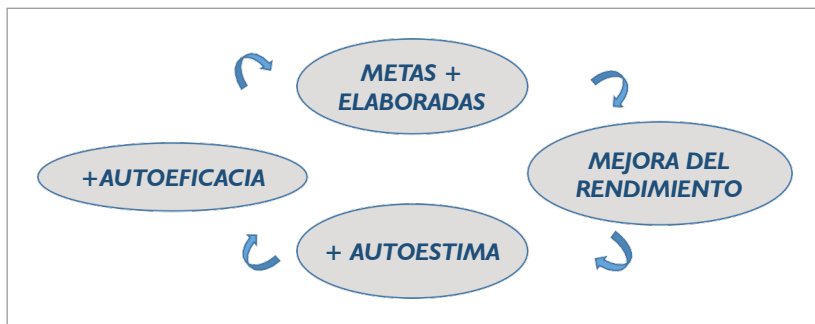 METAS +
ELABORADAS
+AUTOEFICACIA
MEJORA DEL
RENDIMIENTO
+ AUTOESTIMA